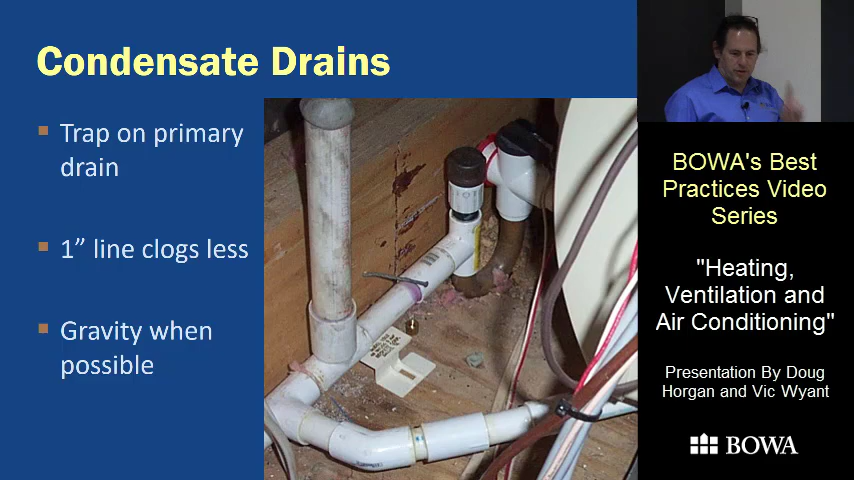 Condensate Drains
Trap on primary
drain
1” line clogs less
Gravity when
possible
BOWA's Best
Practices Video
Series
"Heating,
Ventilation and
Air Conditioning"
Presentation By Doug
Horgan and Vic Wyant
BOWA